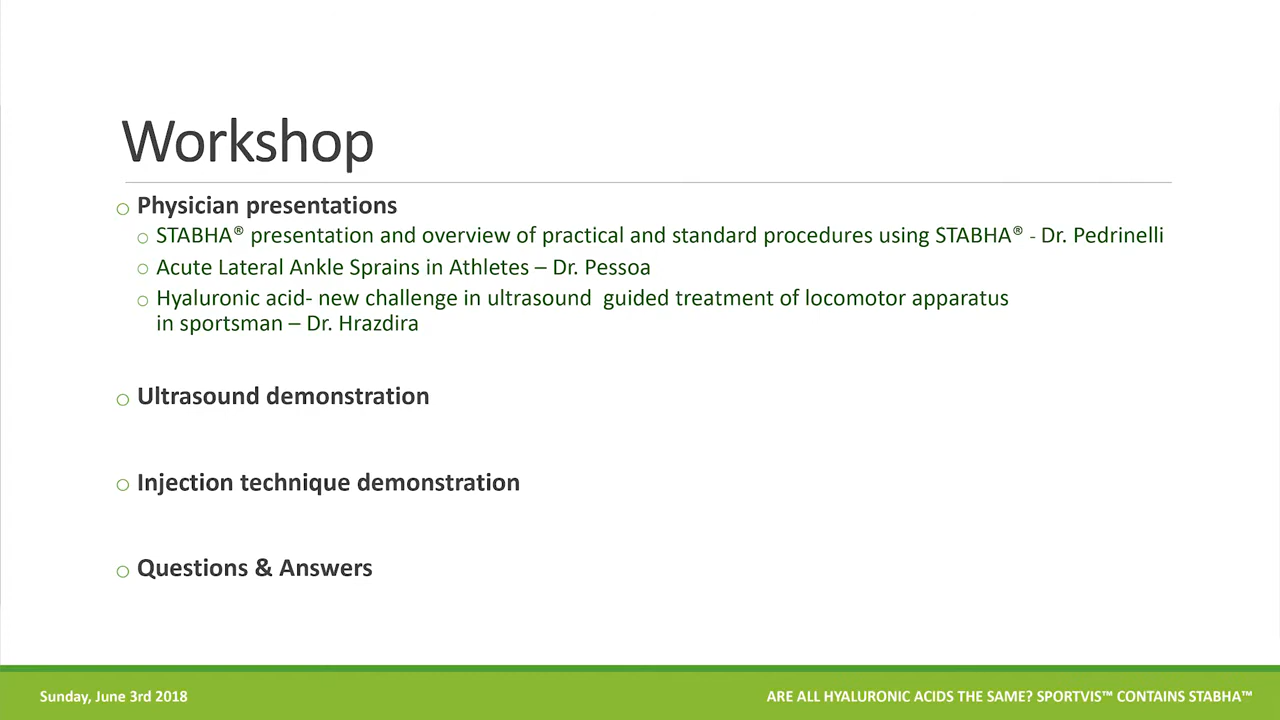 Workshop
Physician presentations
STABHA® presentation and overview of practical and standard procedures using STABHA® - Dr. Pedrinelli
Acute Lateral Ankle Sprains in Athletes – Dr. Pessoa
Hyaluronic acid- new challenge in ultrasound  guided treatment of locomotor apparatus
in sportsman – Dr. Hrazdira
Ultrasound demonstration
Injection technique demonstration
Questions & Answers
Sunday, June 3rd 2018
ARE ALL HYALURONIC ACIDS THE SAME? SPORTVIS™ CONTAINS STABHA™